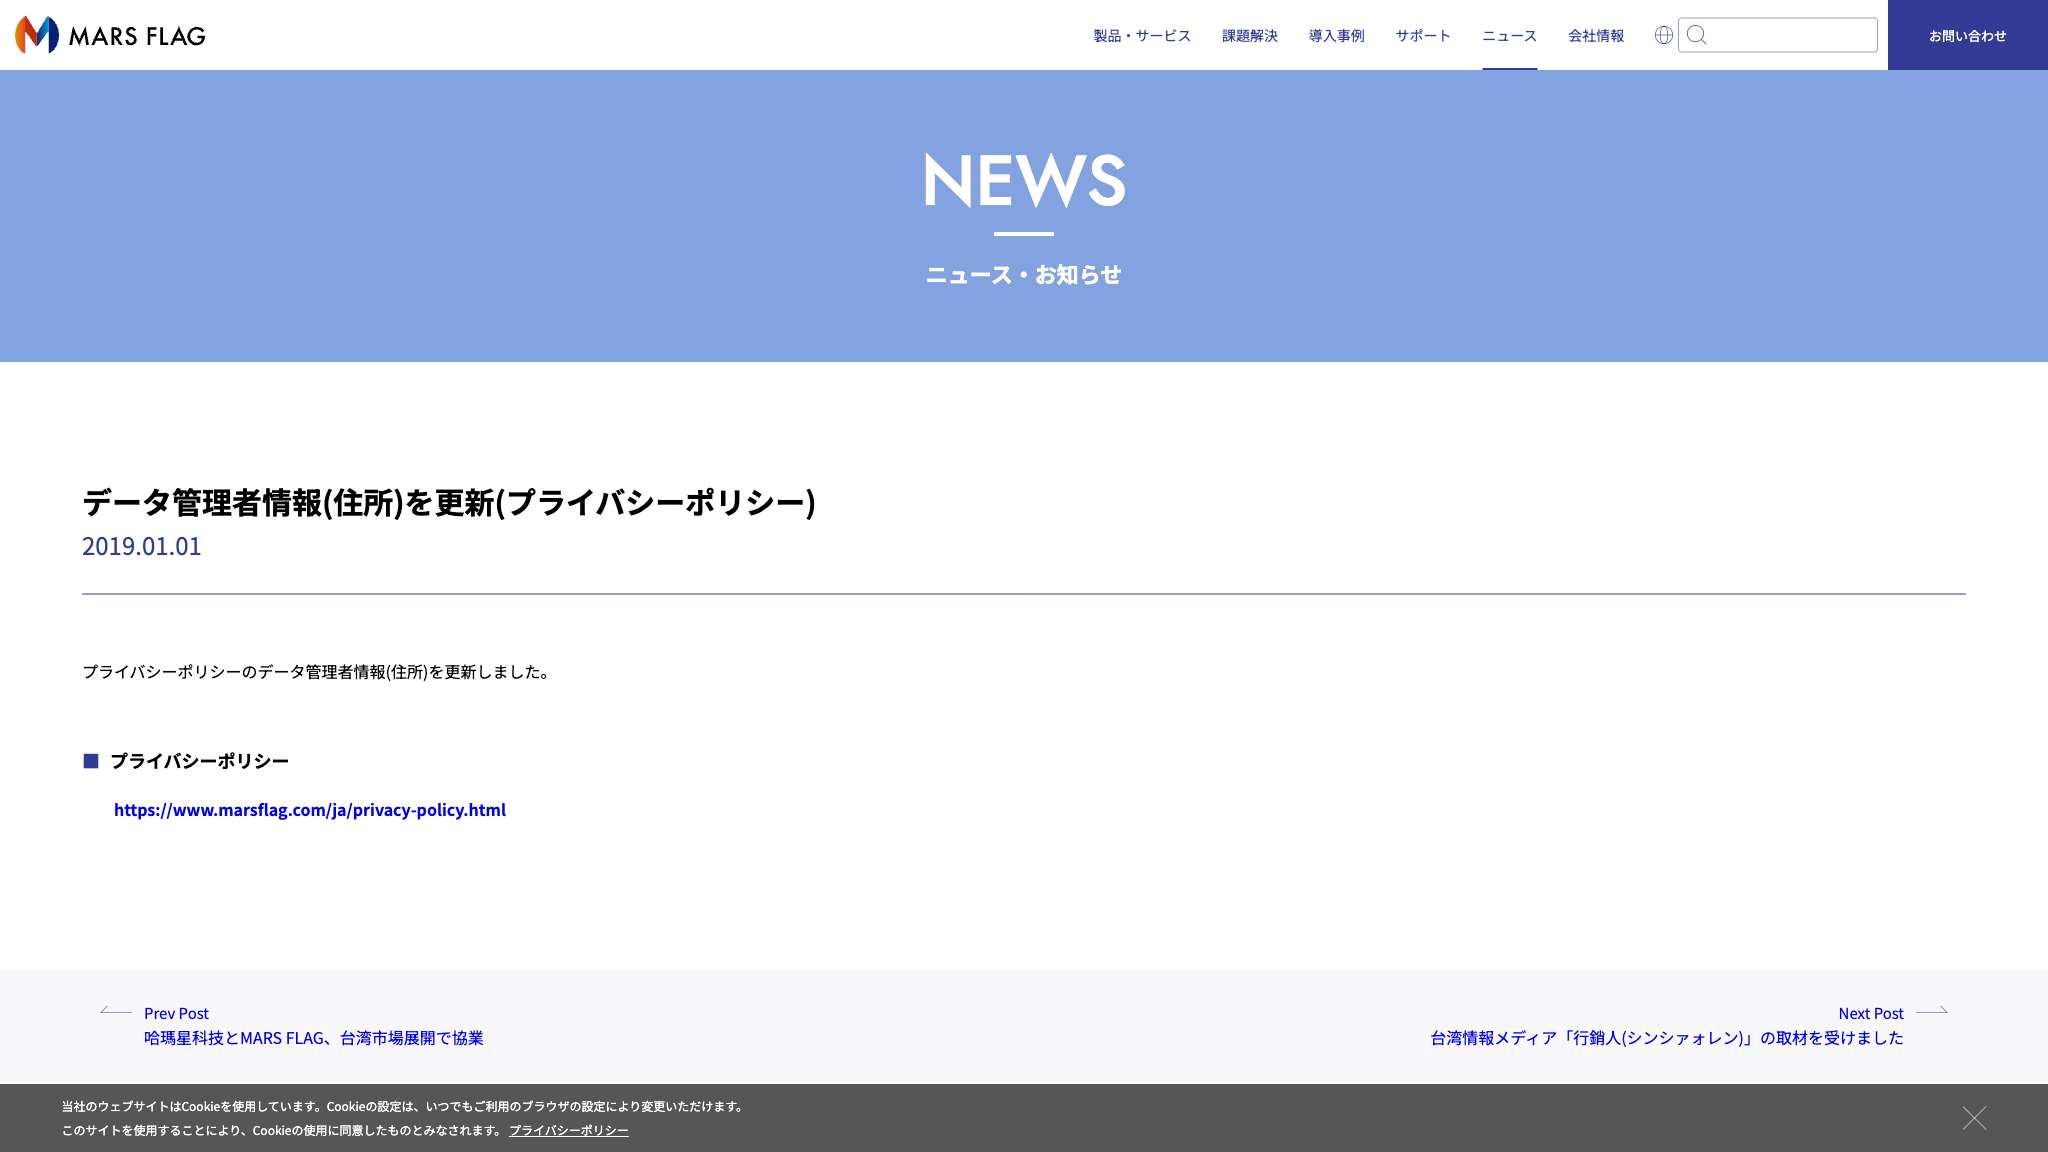 MARS FLAG
製品・サービス 課題解決 導入事例 サポート ニュース 会社情報 お問い合わせ
NEWS
ニュース・お知らせ
データ管理者情報(住所)を更新(プライバシーポリシー)
2019.01.01
プライバシーポリシーのデータ管理者情報(住所)を更新しました。
■ プライバシーポリシー
https://www.marsflag.com/ja/privacy-policy.html
Prev Post
哈瑪星科技とMARS FLAG、台湾市場展開で協業
Next Post
台湾情報メディア「行銷人(シンシァォレン)」の取材を受けました
当社のウェブサイトはCookieを使用しています。Cookieの設定は、いつでもご利用のブラウザの設定により変更いただけます。
このサイトを使用することにより、Cookieの使用に同意したものとみなされます。 プライバシーポリシー